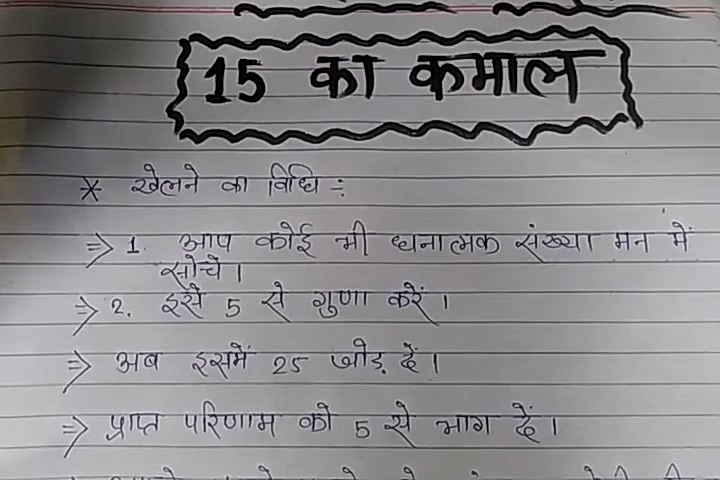 15 का कमाल
* खेलने का विधि :-
⇒ 1. आप कोई भी धनात्मक संख्या मन में
सोचें।
⇒ 2. इसे 5 से गुणा करें।
⇒ अब इसमें 25 जोड़ दें।
⇒ प्राप्त परिणाम को 5 से भाग दें।